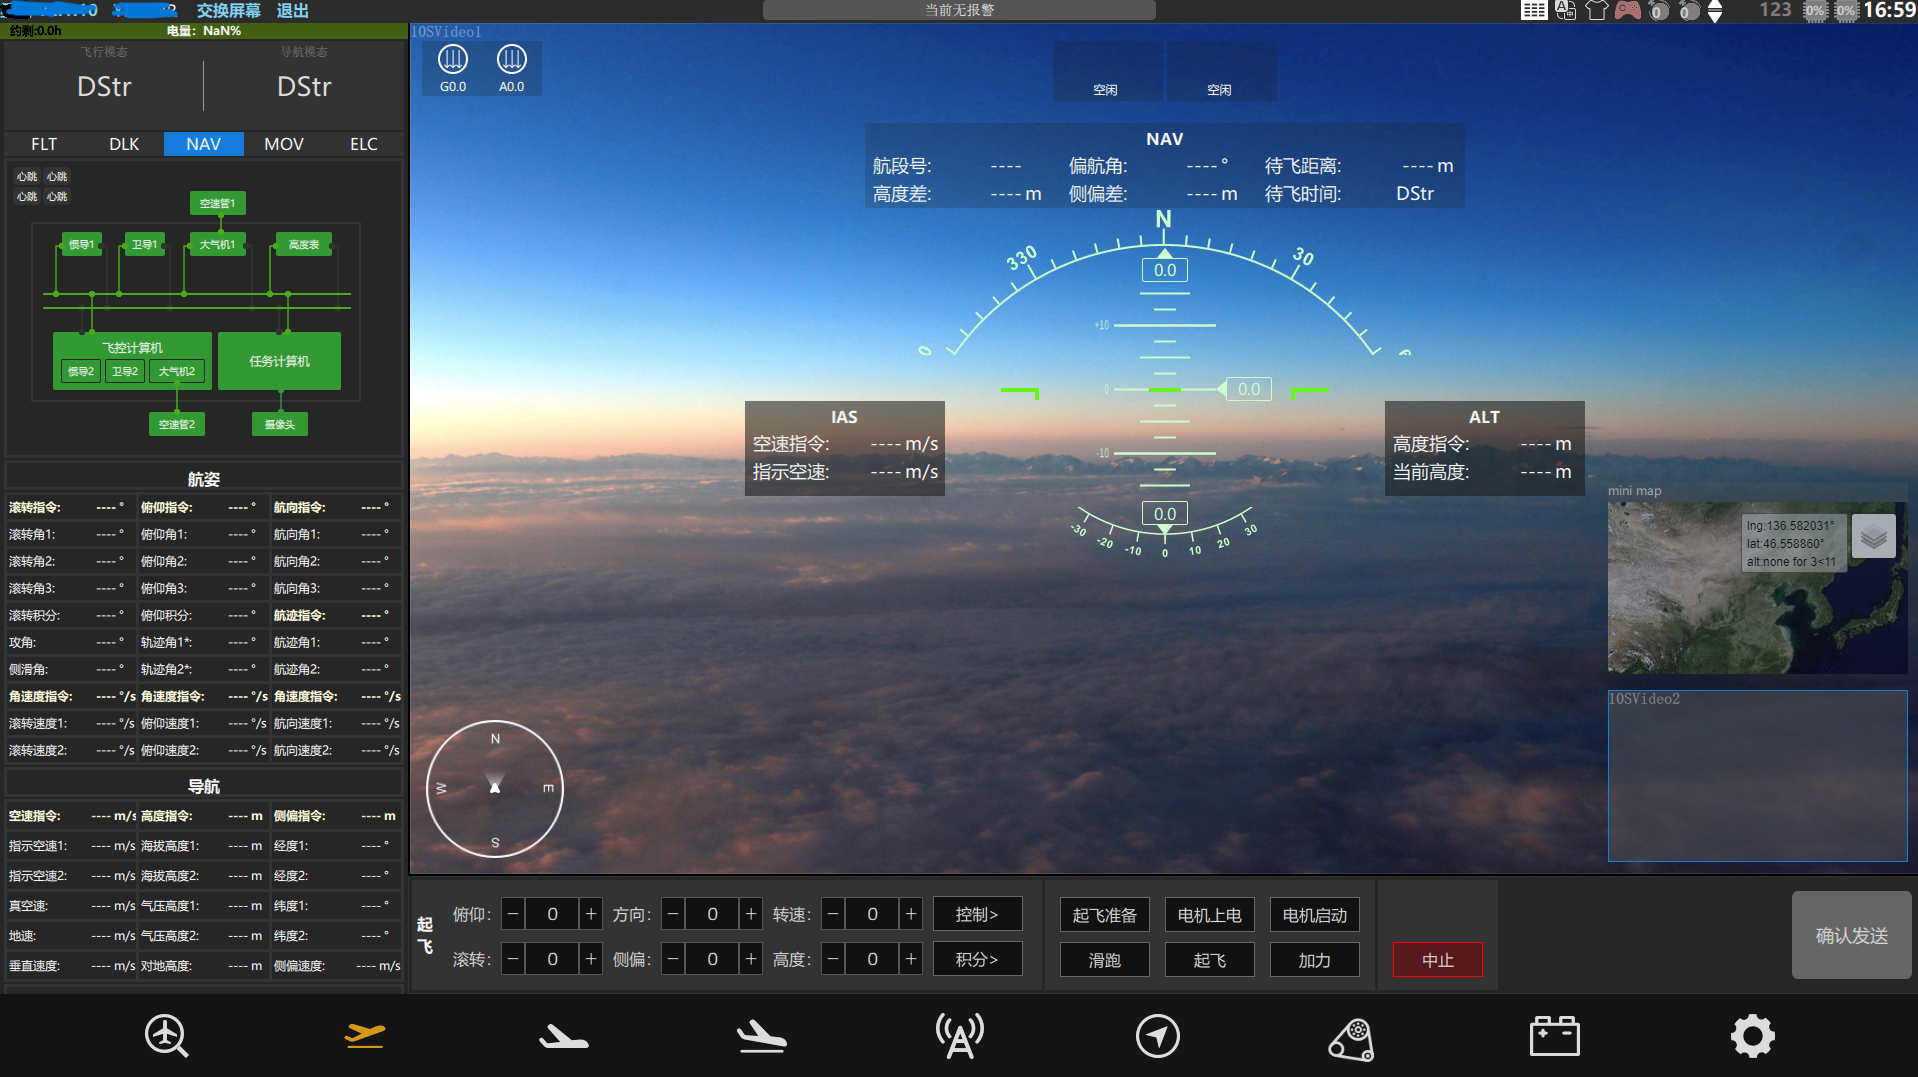 交换屏幕 退出
当前无报警
123 0% 0% 16:59
约剩:0.0h 电量: NaN%
飞行模态 导航模态
DStr DStr
FLT DLK NAV MOV ELC
心跳 心跳
心跳 心跳
空速管1
惯导1 卫导1 大气机1 高度表
飞控计算机 任务计算机
惯导2 卫导2 大气机2
空速管2 摄像头
航姿
滚转指令: ---- ° 俯仰指令: ---- ° 航向指令: ---- °
滚转角1: ---- ° 俯仰角1: ---- ° 航向角1: ---- °
滚转角2: ---- ° 俯仰角2: ---- ° 航向角2: ---- °
滚转角3: ---- ° 俯仰角3: ---- ° 航向角3: ---- °
滚转积分: ---- ° 俯仰积分: ---- ° 航迹指令: ---- °
攻角: ---- ° 轨迹角1*: ---- ° 航迹角1: ---- °
侧滑角: ---- ° 轨迹角2*: ---- ° 航迹角2: ---- °
角速度指令: ---- °/s 角速度指令: ---- °/s 角速度指令: ---- °/s
滚转速度1: ---- °/s 俯仰速度1: ---- °/s 航向速度1: ---- °/s
滚转速度2: ---- °/s 俯仰速度2: ---- °/s 航向速度2: ---- °/s
导航
空速指令: ---- m/s 高度指令: ---- m 侧偏指令: ---- m
指示空速1: ---- m/s 海拔高度1: ---- m 经度1: ---- °
指示空速2: ---- m/s 海拔高度2: ---- m 经度2: ---- °
真空速: ---- m/s 气压高度1: ---- m 纬度1: ---- °
地速: ---- m/s 气压高度2: ---- m 纬度2: ---- °
垂直速度: ---- m/s 对地高度: ---- m 侧偏速度: ---- m/s
10SVideo1
G0.0 A0.0
空闲 空闲
NAV
航段号: ---- 偏航角: ---- ° 待飞距离: ---- m
高度差: ---- m 侧偏差: ---- m 待飞时间: DStr
N
330 30
0.0
+10
0 0.0
-10
0.0
-30 -20 -10 0 10 20 30
IAS
空速指令: ---- m/s
指示空速: ---- m/s
ALT
高度指令: ---- m
当前高度: ---- m
mini map
lng:136.582031°
lat:46.558860°
alt:none for 3<11
10SVideo2
N
W E
S
起飞
俯仰: − 0 + 方向: − 0 + 转速: − 0 + 控制>
滚转: − 0 + 侧偏: − 0 + 高度: − 0 + 积分>
起飞准备 电机上电 电机启动
滑跑 起飞 加力
中止
确认发送